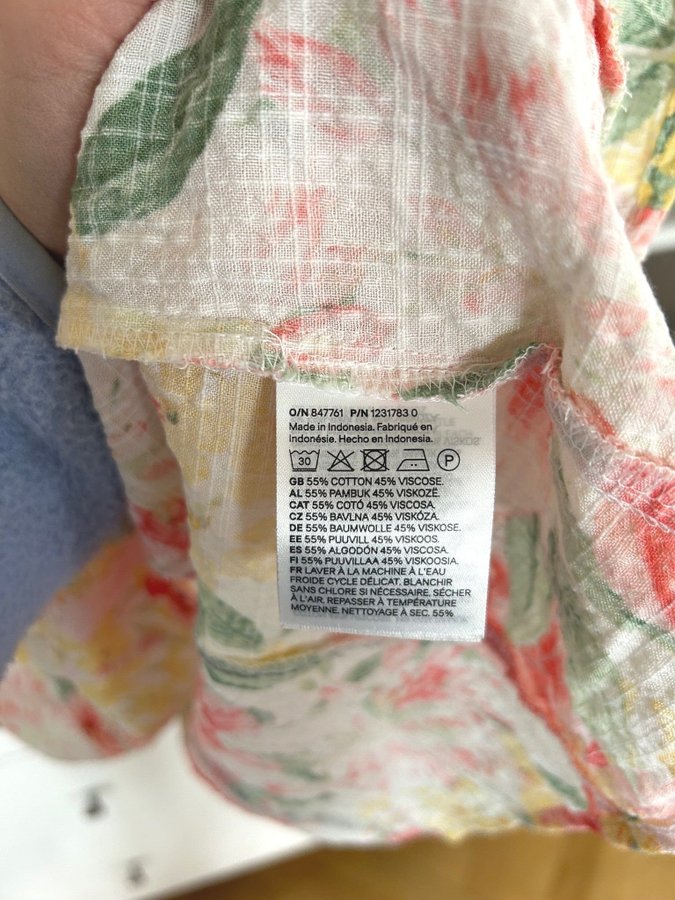 O/N 847761 P/N 1231783 0
Made in Indonesia. Fabriqué en
Indonésie. Hecho en Indonesia.
30 P
GB 55% COTTON 45% VISCOSE.
AL 55% PAMBUK 45% VISKOZË.
CAT 55% COTÓ 45% VISCOSA.
CZ 55% BAVLNA 45% VISKÓZA.
DE 55% BAUMWOLLE 45% VISKOSE.
EE 55% PUUVILL 45% VISKOOS.
ES 55% ALGODÓN 45% VISCOSA.
FI 55% PUUVILLAA 45% VISKOOSIA.
FR LAVER À LA MACHINE À L'EAU
FROIDE CYCLE DÉLICAT. BLANCHIR
SANS CHLORE SI NÉCESSAIRE. SÉCHER
À L'AIR. REPASSER À TEMPÉRATURE
MOYENNE. NETTOYAGE À SEC. 55%